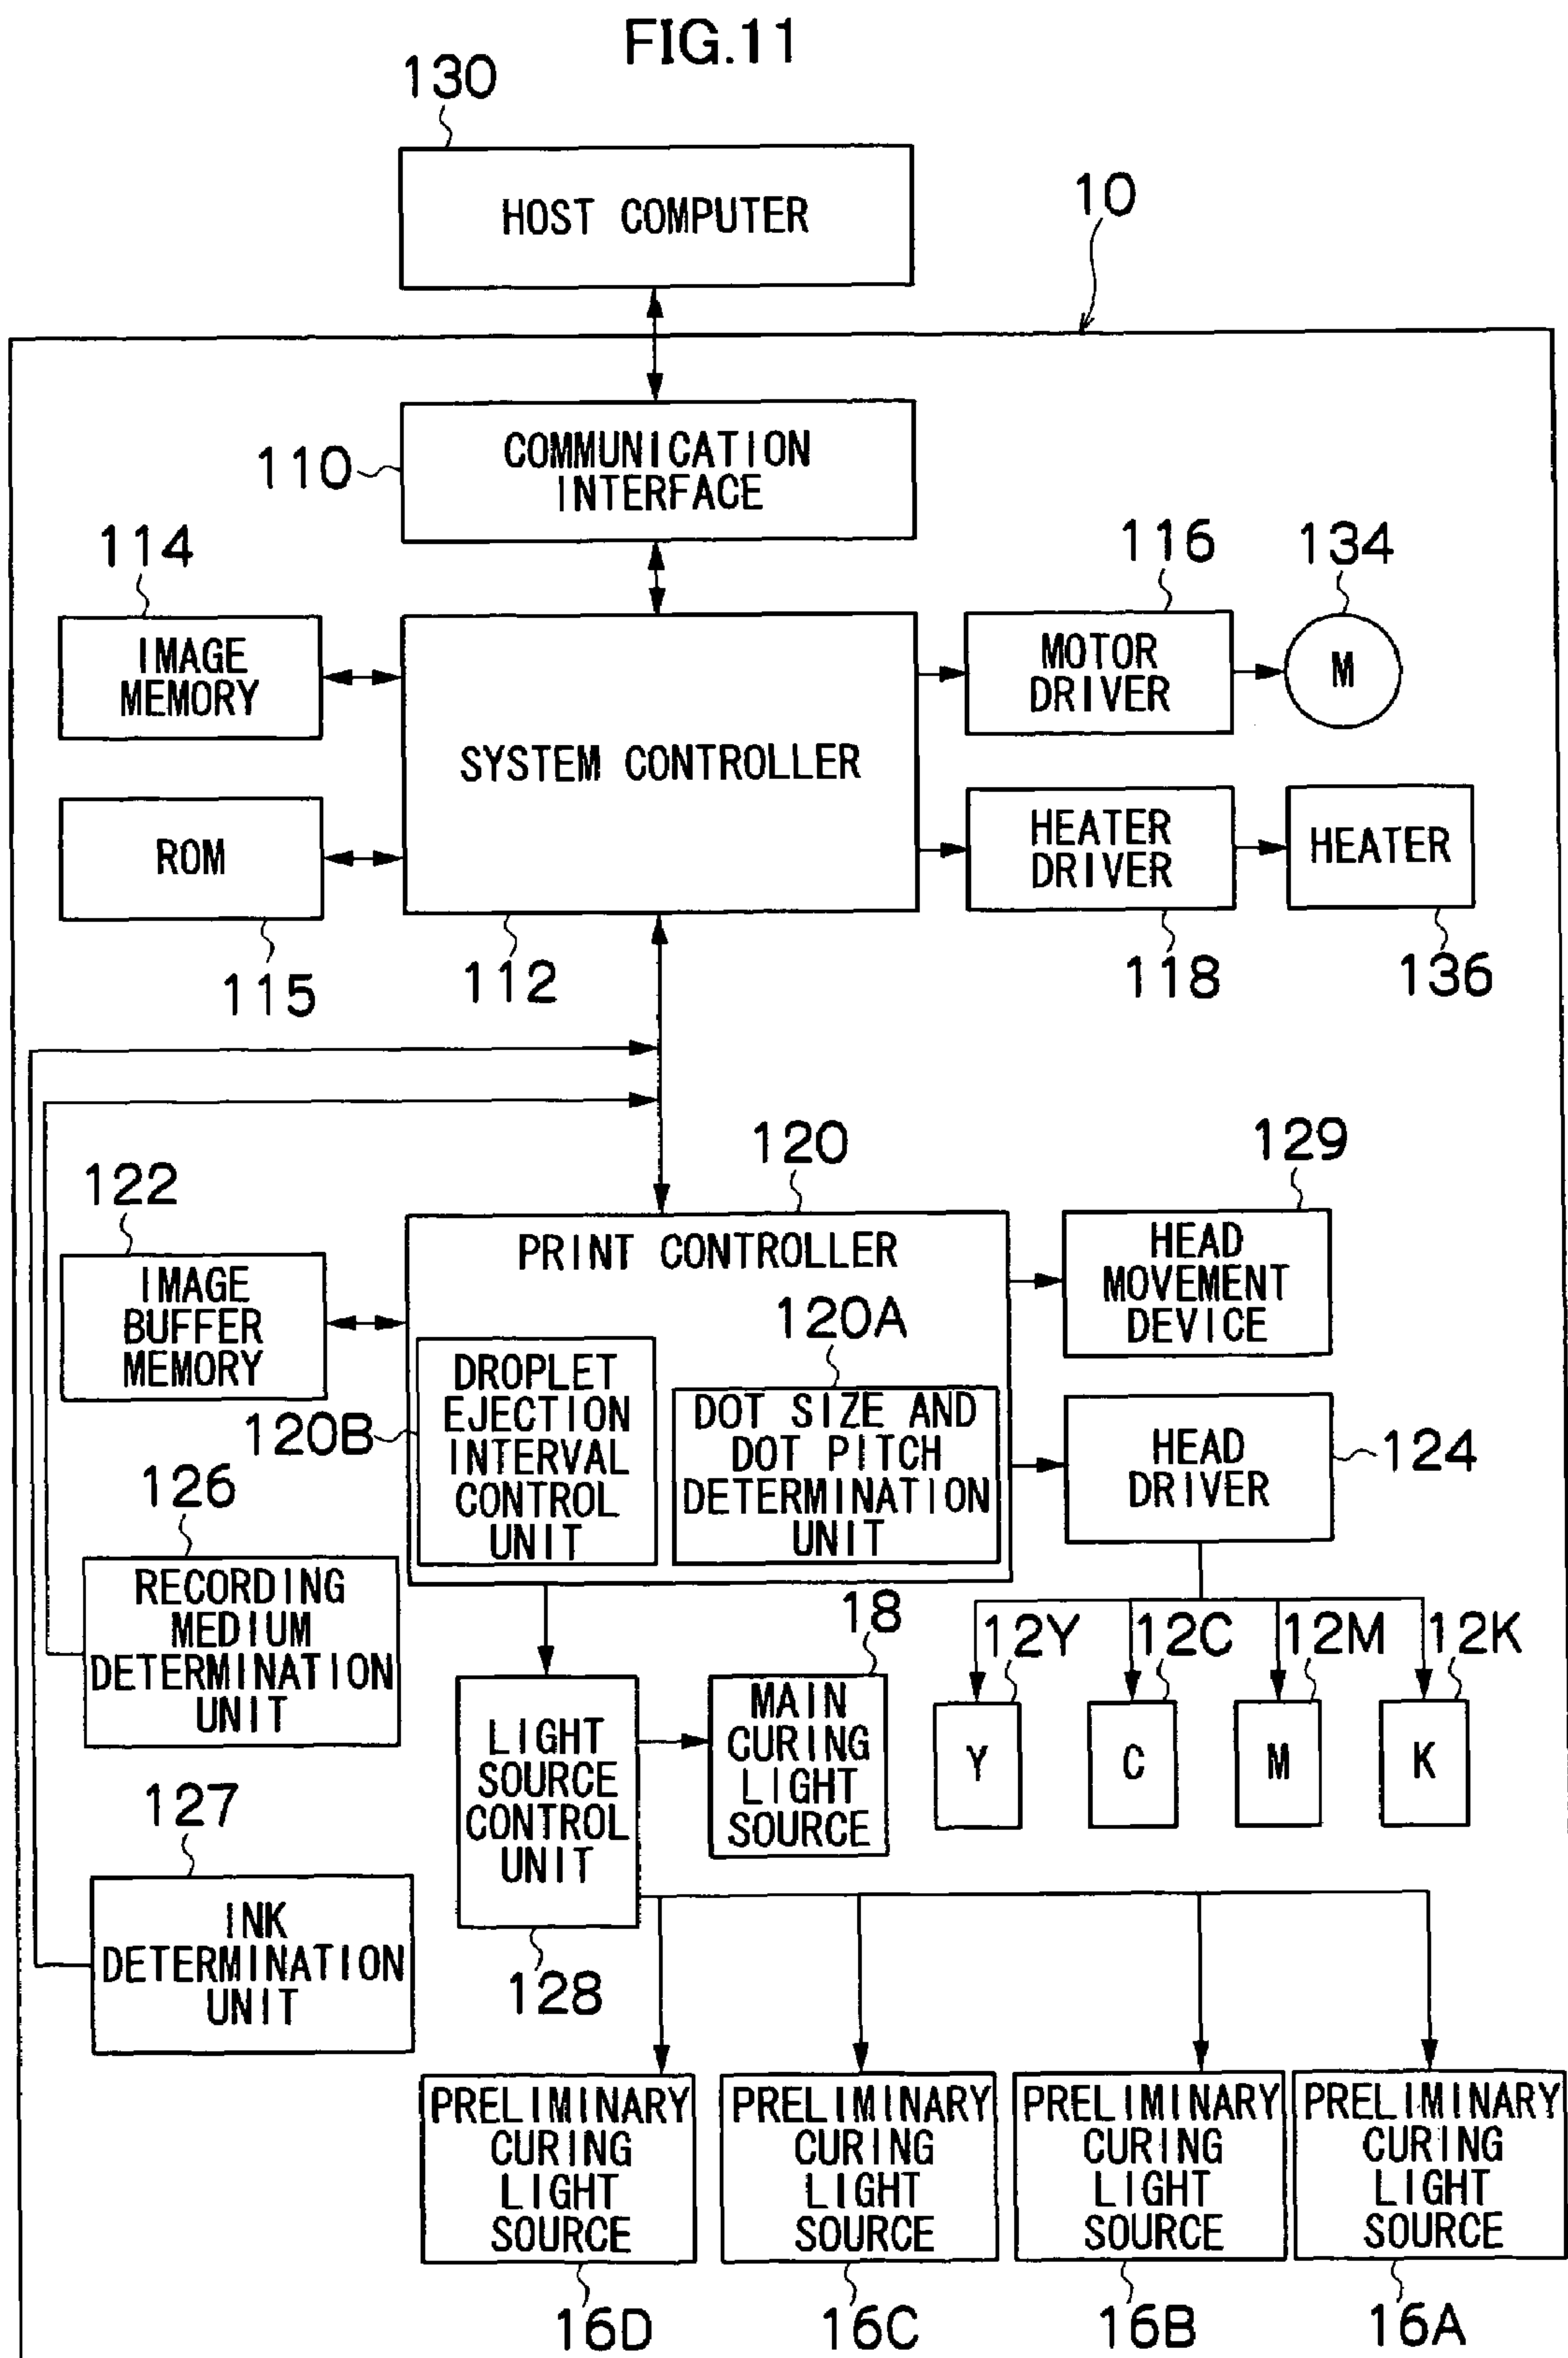 FIG.11
130
HOST COMPUTER
10
110
COMMUNICATION
INTERFACE
114
IMAGE
MEMORY
116
MOTOR
DRIVER
134
M
SYSTEM CONTROLLER
ROM
115
112
HEATER
DRIVER
118
HEATER
136
120
PRINT CONTROLLER
122
IMAGE
BUFFER
MEMORY
129
HEAD
MOVEMENT
DEVICE
120A
DOT SIZE AND
DOT PITCH
DETERMINATION
UNIT
120B
DROPLET
EJECTION
INTERVAL
CONTROL
UNIT
HEAD
DRIVER
124
126
RECORDING
MEDIUM
DETERMINATION
UNIT
18
MAIN
CURING
LIGHT
SOURCE
12Y
12C
12M
12K
Y
C
M
K
LIGHT
SOURCE
CONTROL
UNIT
128
127
INK
DETERMINATION
UNIT
PRELIMINARY
CURING
LIGHT
SOURCE
16D
PRELIMINARY
CURING
LIGHT
SOURCE
16C
PRELIMINARY
CURING
LIGHT
SOURCE
16B
PRELIMINARY
CURING
LIGHT
SOURCE
16A